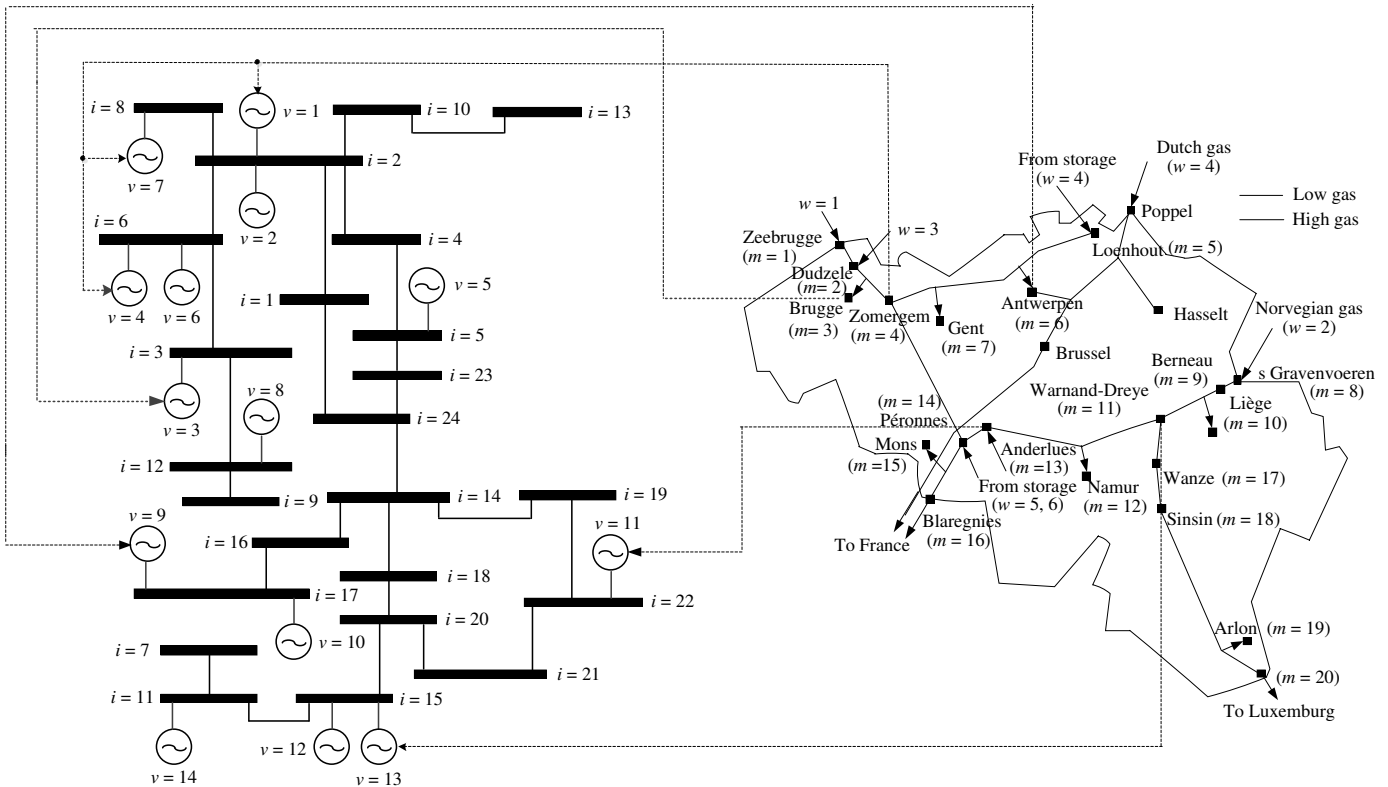 i = 8
v = 1
i = 10
i = 13
i = 2
v = 7
v = 2
i = 6
i = 4
v = 4
v = 6
i = 1
v = 5
i = 5
i = 3
i = 23
v = 3
v = 8
i = 24
i = 12
i = 9
i = 14
i = 19
v = 9
v = 11
i = 16
i = 18
i = 17
i = 22
i = 20
v = 10
i = 7
i = 21
i = 11
i = 15
v = 12
v = 14
v = 13
Dutch gas
(w = 4)
From storage
(w = 4)
Low gas
High gas
Poppel
w = 1
w = 3
Zeebrugge
(m = 1)
Loenhout (m = 5)
Dudzele
(m= 2)
Brugge
(m= 3)
Zomergem
(m = 4)
Gent
(m = 7)
Antwerpen
(m = 6)
Hasselt
Norvegian gas
(w = 2)
Brussel
Berneau
(m = 9)
s Gravenvoeren
(m = 8)
Warnand-Dreye
(m = 11)
Liège
(m = 10)
(m = 14)
Péronnes
Mons
(m =15)
Anderlues
(m =13)
From storage
(w = 5, 6)
Namur
(m = 12)
Wanze (m = 17)
Sinsin (m = 18)
Blaregnies
(m = 16)
To France
Arlon (m = 19)
(m = 20)
To Luxemburg